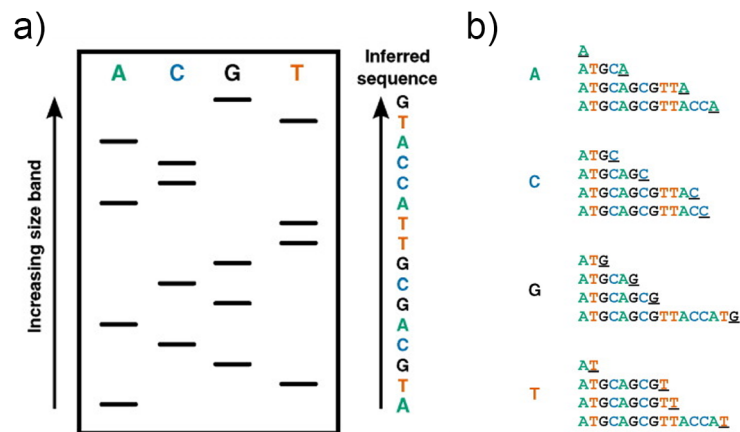 a)
A C G T
Increasing size band
Inferred
sequence
G
T
A
C
C
A
T
T
G
C
G
A
C
G
T
A
b)
A
A
ATGCA
ATGCAGCGTTA
ATGCAGCGTTACCA
C
ATGC
ATGCAGC
ATGCAGCGTTAC
ATGCAGCGTTACC
G
ATG
ATGCAG
ATGCAGCG
ATGCAGCGTTACCATG
T
AT
ATGCAGCGT
ATGCAGCGTT
ATGCAGCGTTACCAT